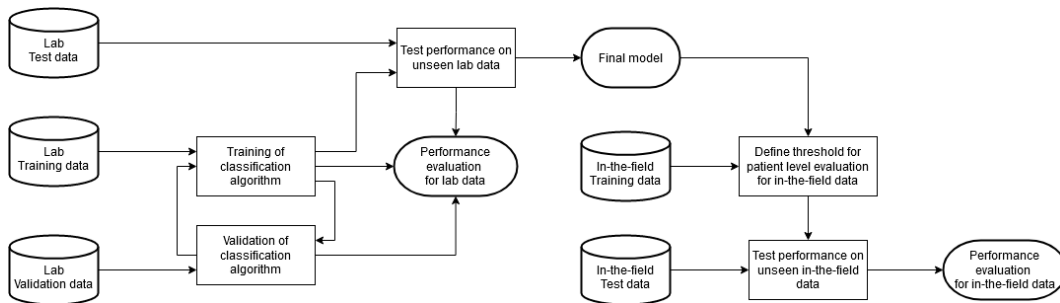 Lab
Test data
Test performance on
unseen lab data
Final model
Lab
Training data
Training of
classification
algorithm
Performance
evaluation
for lab data
In-the-field
Training data
Define threshold for
patient level evaluation
for in-the-field data
Lab
Validation data
Validation of
classification
algorithm
In-the-field
Test data
Test performance on
unseen in-the-field
data
Performance
evaluation
for in-the-field data